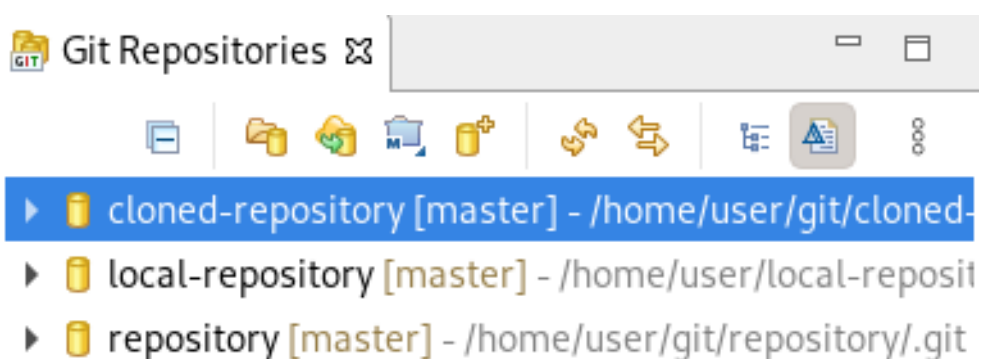 GIT Git Repositories
M
cloned-repository [master] - /home/user/git/cloned-
local-repository [master] - /home/user/local-reposit
repository [master] - /home/user/git/repository/.git